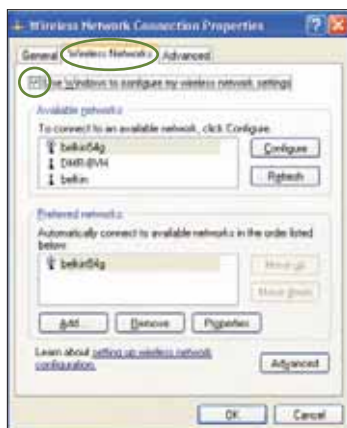 Wireless Network Connection Properties
General Wireless Networks Advanced
Use Windows to configure my wireless network settings
Available networks
To connect to an available network, click Configure.
belkin54g
belkin
Configure
Refresh
Preferred networks
Automatically connect to available networks in the order listed
below:
belkin54g
Move up
Move down
Add... Remove Properties
Learn about setting up wireless network
configuration.
Advanced
OK Cancel